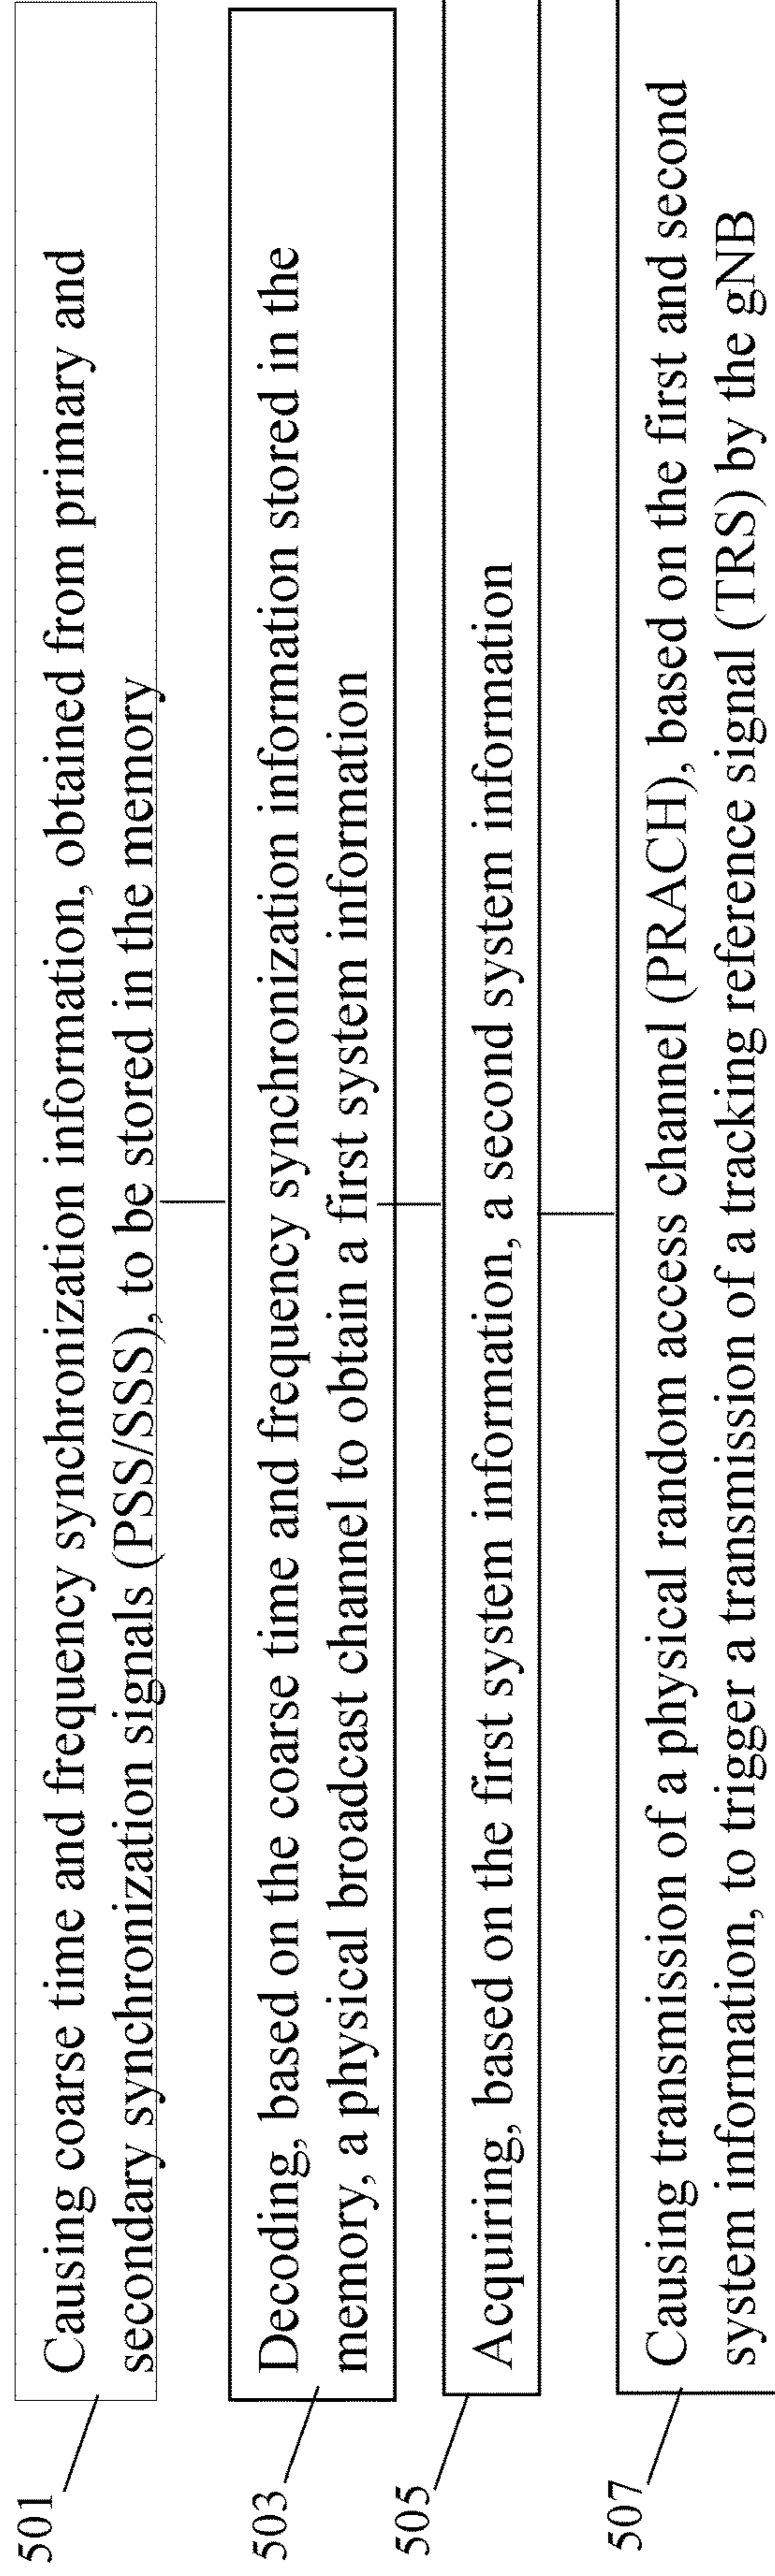 501
Causing coarse time and frequency synchronization information, obtained from primary and
secondary synchronization signals (PSS/SSS), to be stored in the memory
503
Decoding, based on the coarse time and frequency synchronization information stored in the
memory, a physical broadcast channel to obtain a first system information
505
Acquiring, based on the first system information, a second system information
507
Causing transmission of a physical random access channel (PRACH), based on the first and second
system information, to trigger a transmission of a tracking reference signal (TRS) by the gNB